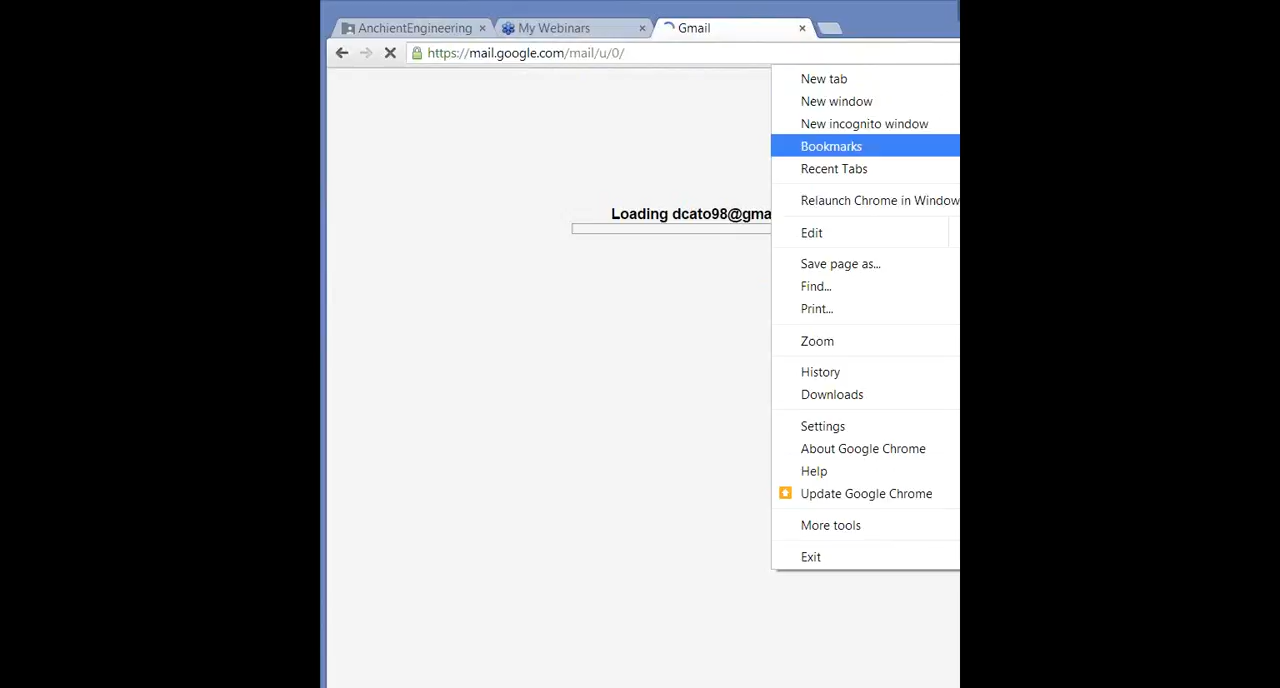 AnchientEngineering
My Webinars
Gmail
https://mail.google.com/mail/u/0/
New tab
New window
New incognito window
Bookmarks
Recent Tabs
Loading dcato98@gma
Relaunch Chrome in Window
Edit
Save page as...
Find...
Print...
Zoom
History
Downloads
Settings
About Google Chrome
Help
Update Google Chrome
More tools
Exit